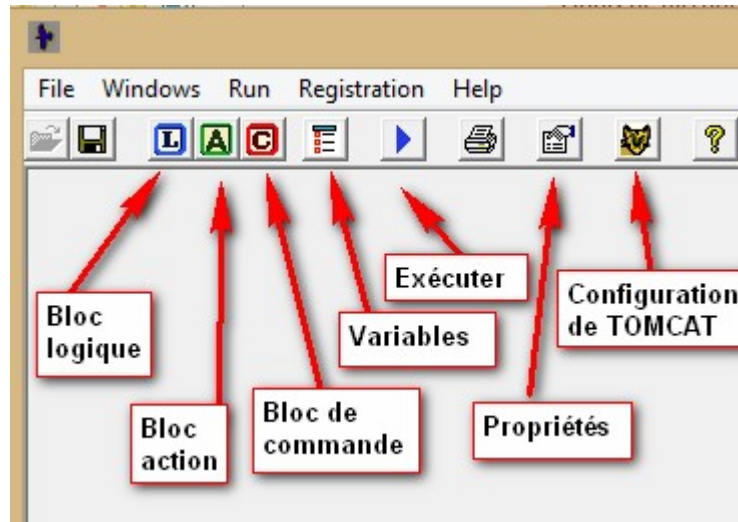 File Windows Run Registration Help
L A C ?
Exécuter
Configuration
de TOMCAT
Bloc
logique
Variables
Bloc de
commande
Propriétés
Bloc
action